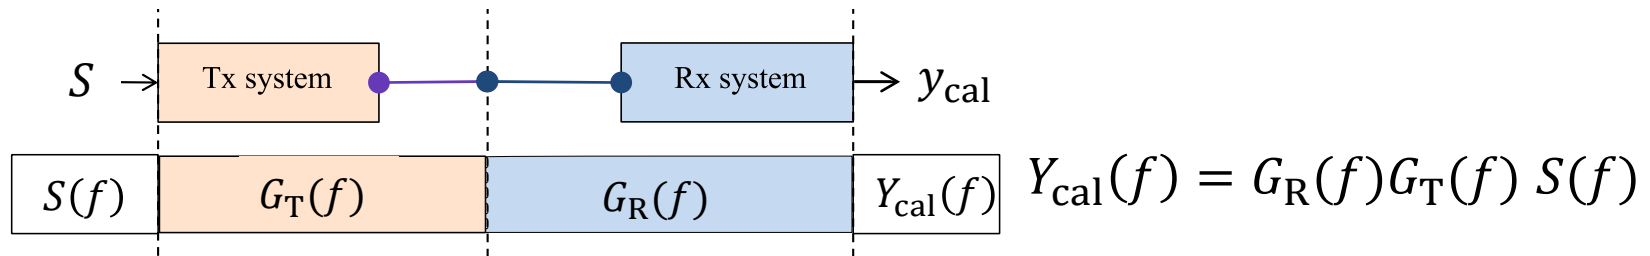 S Tx system Rx system y_cal
S(f) G_T(f) G_R(f) Y_cal(f) Y_cal(f) = G_R(f)G_T(f) S(f)